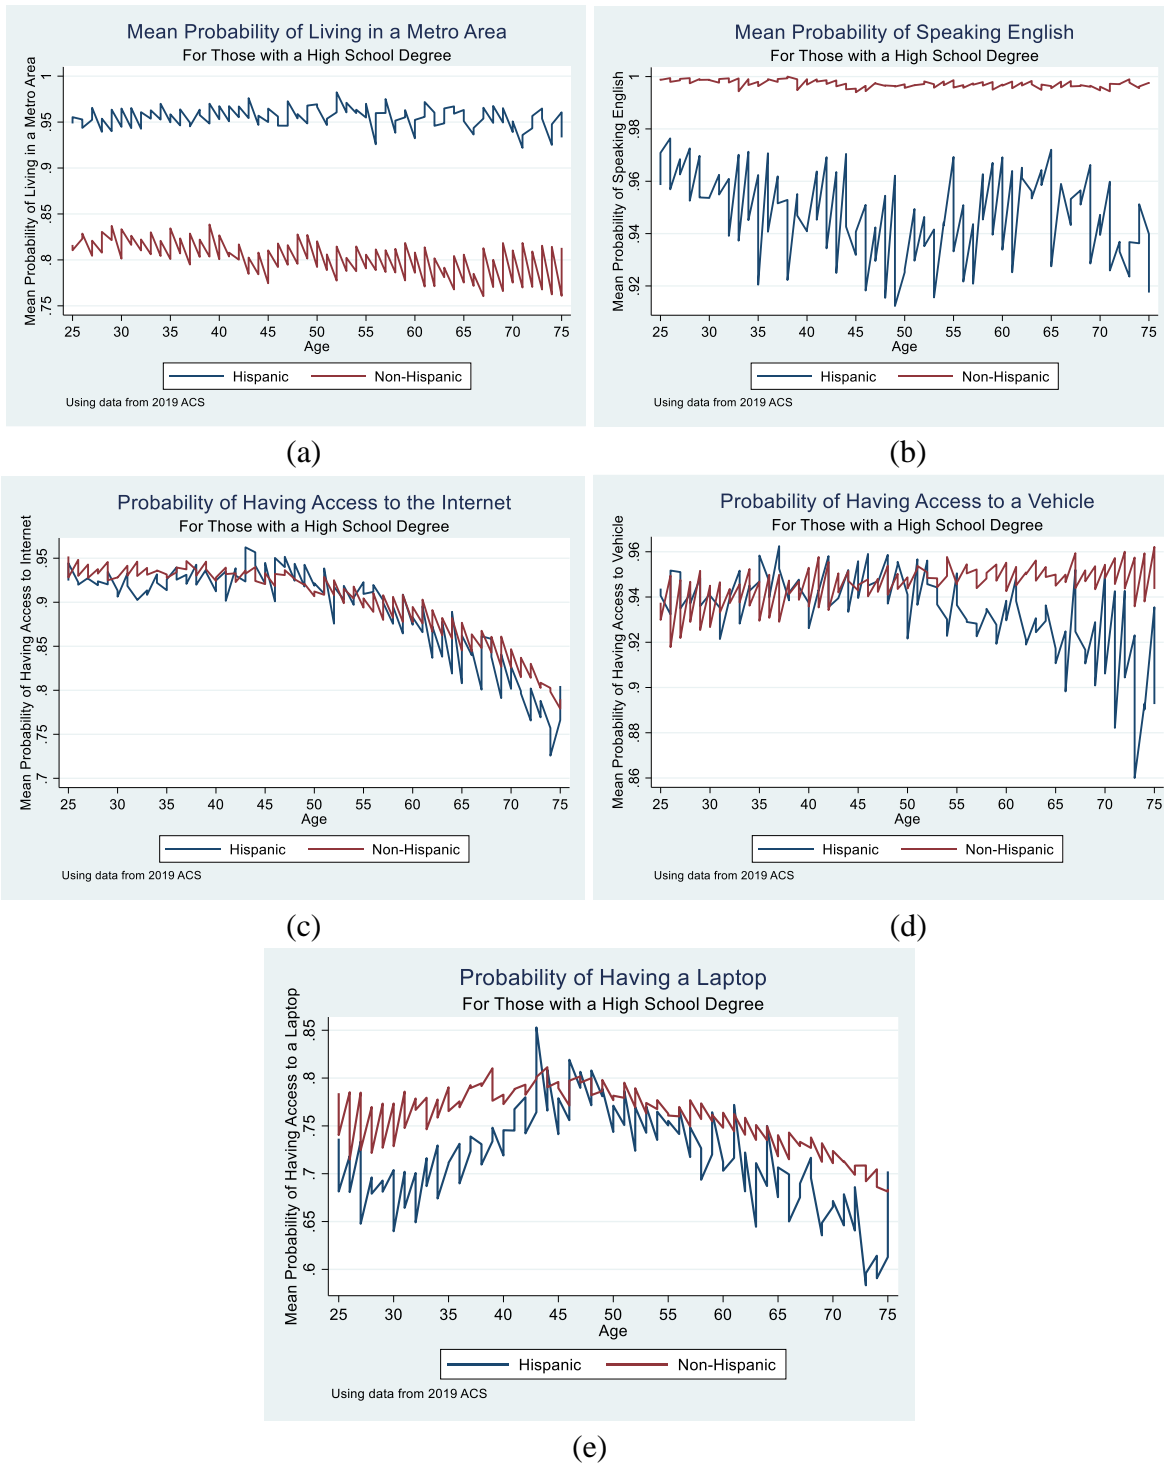 Mean Probability of Living in a Metro Area
For Those with a High School Degree
Mean Probability of Living in a Metro Area
1
.95
.9
.85
.8
.75
25 30 35 40 45 50 55 60 65 70 75
Age
Hispanic Non-Hispanic
Using data from 2019 ACS
(a)
Mean Probability of Speaking English
For Those with a High School Degree
Mean Probability of Speaking English
1
.98
.96
.94
.92
25 30 35 40 45 50 55 60 65 70 75
Age
Hispanic Non-Hispanic
Using data from 2019 ACS
(b)
Probability of Having Access to the Internet
For Those with a High School Degree
Mean Probability of Having Access to Internet
.95
.9
.85
.8
.75
.7
25 30 35 40 45 50 55 60 65 70 75
Age
Hispanic Non-Hispanic
Using data from 2019 ACS
(c)
Probability of Having Access to a Vehicle
For Those with a High School Degree
Mean Probability of Having Access to Vehicle
.96
.94
.92
.9
.88
.86
25 30 35 40 45 50 55 60 65 70 75
Age
Hispanic Non-Hispanic
Using data from 2019 ACS
(d)
Probability of Having a Laptop
For Those with a High School Degree
Mean Probability of Having Access to a Laptop
.85
.8
.75
.7
.65
.6
25 30 35 40 45 50 55 60 65 70 75
Age
Hispanic Non-Hispanic
Using data from 2019 ACS
(e)